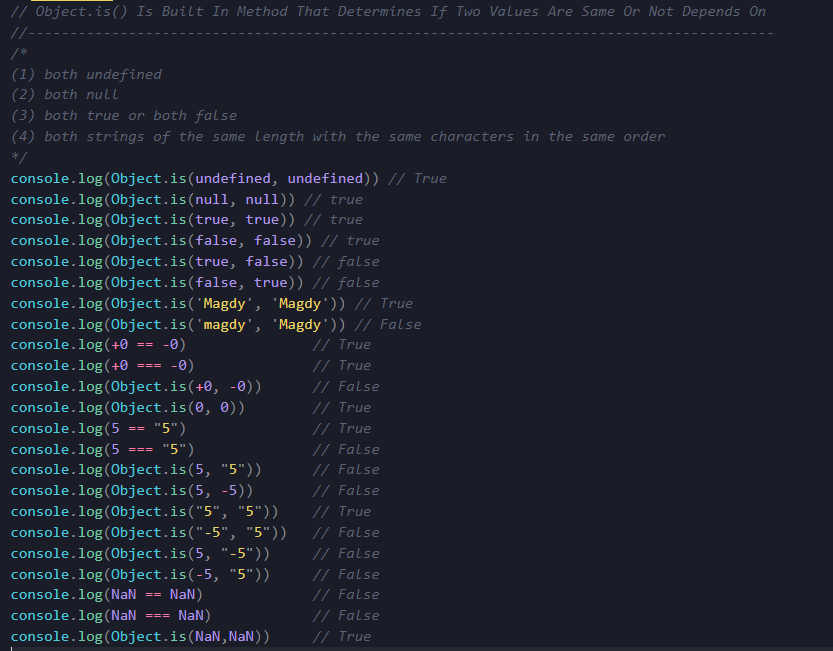 // Object.is() Is Built In Method That Determines If Two Values Are Same Or Not Depends On
//-----------------------------------------------------------------------------------------
/*
(1) both undefined
(2) both null
(3) both true or both false
(4) both strings of the same length with the same characters in the same order
*/
console.log(Object.is(undefined, undefined)) // True
console.log(Object.is(null, null)) // true
console.log(Object.is(true, true)) // true
console.log(Object.is(false, false)) // true
console.log(Object.is(true, false)) // false
console.log(Object.is(false, true)) // false
console.log(Object.is('Magdy', 'Magdy')) // True
console.log(Object.is('magdy', 'Magdy')) // False
console.log(+0 == -0)               // True
console.log(+0 === -0)              // True
console.log(Object.is(+0, -0))      // False
console.log(Object.is(0, 0))        // True
console.log(5 == "5")               // True
console.log(5 === "5")              // False
console.log(Object.is(5, "5"))      // False
console.log(Object.is(5, -5))       // False
console.log(Object.is("5", "5"))    // True
console.log(Object.is("-5", "5"))   // False
console.log(Object.is(5, "-5"))     // False
console.log(Object.is(-5, "5"))     // False
console.log(NaN == NaN)             // False
console.log(NaN === NaN)            // False
console.log(Object.is(NaN,NaN))     // True